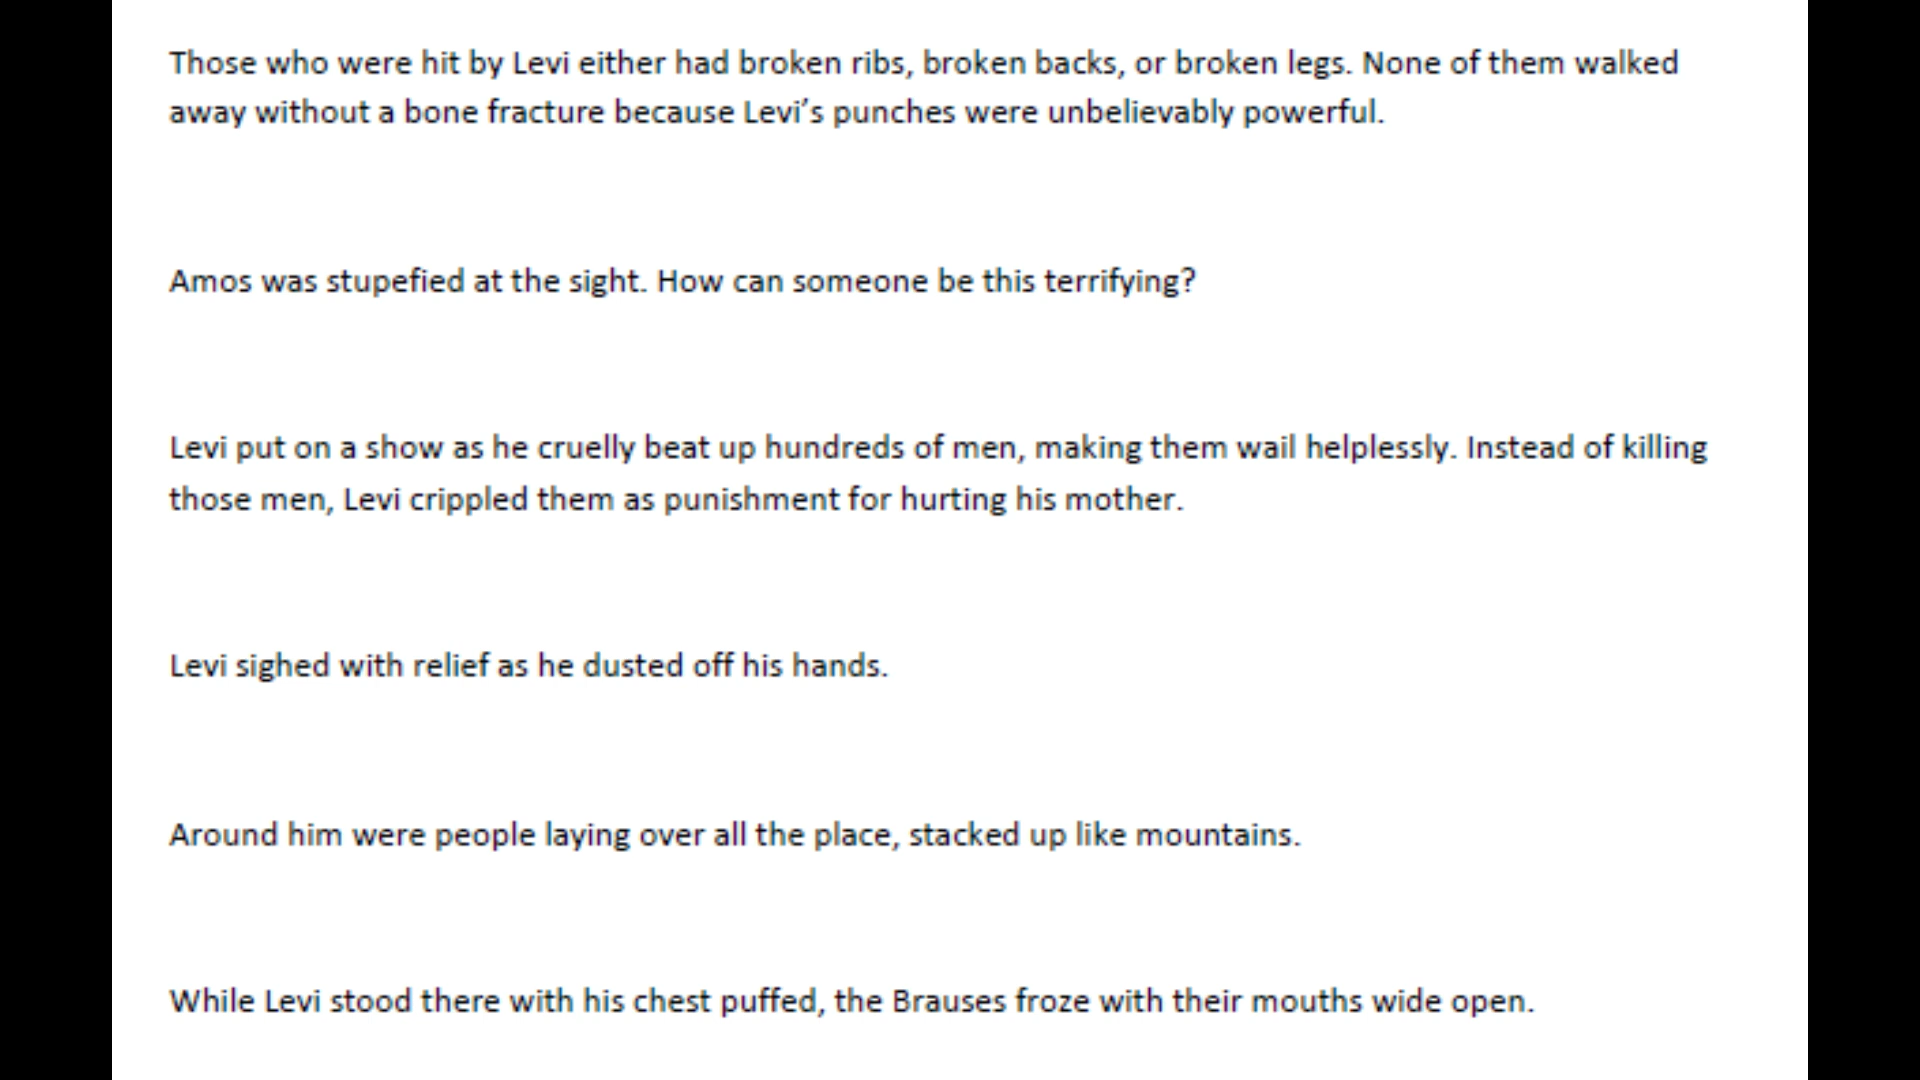 Those who were hit by Levi either had broken ribs, broken backs, or broken legs. None of them walked
away without a bone fracture because Levi’s punches were unbelievably powerful.
Amos was stupefied at the sight. How can someone be this terrifying?
Levi put on a show as he cruelly beat up hundreds of men, making them wail helplessly. Instead of killing
those men, Levi crippled them as punishment for hurting his mother.
Levi sighed with relief as he dusted off his hands.
Around him were people laying over all the place, stacked up like mountains.
While Levi stood there with his chest puffed, the Brauses froze with their mouths wide open.